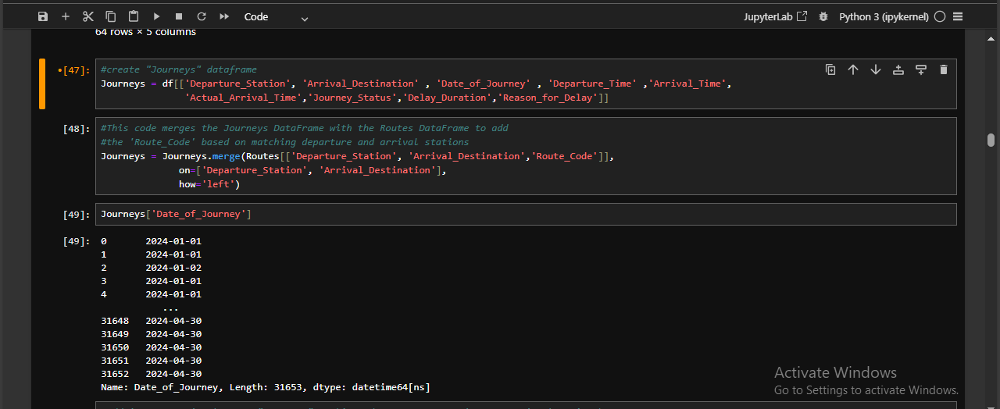 Code
JupyterLab
Python 3 (ipykernel)
64 rows × 5 columns
•[47]:
#create "Journeys" dataframe
Journeys = df[['Departure_Station', 'Arrival_Destination' , 'Date_of_Journey' , 'Departure_Time' ,'Arrival_Time',
'Actual_Arrival_Time','Journey_Status','Delay_Duration','Reason_for_Delay']]
[48]:
#This code merges the Journeys DataFrame with the Routes DataFrame to add
#the 'Route_Code' based on matching departure and arrival stations
Journeys = Journeys.merge(Routes[['Departure_Station', 'Arrival_Destination','Route_Code']],
on=['Departure_Station', 'Arrival_Destination'],
how='left')
[49]:
Journeys['Date_of_Journey']
[49]:
0 2024-01-01
1 2024-01-01
2 2024-01-02
3 2024-01-01
4 2024-01-01
...
31648 2024-04-30
31649 2024-04-30
31650 2024-04-30
31651 2024-04-30
31652 2024-04-30
Name: Date_of_Journey, Length: 31653, dtype: datetime64[ns]
Activate Windows
Go to Settings to activate Windows.